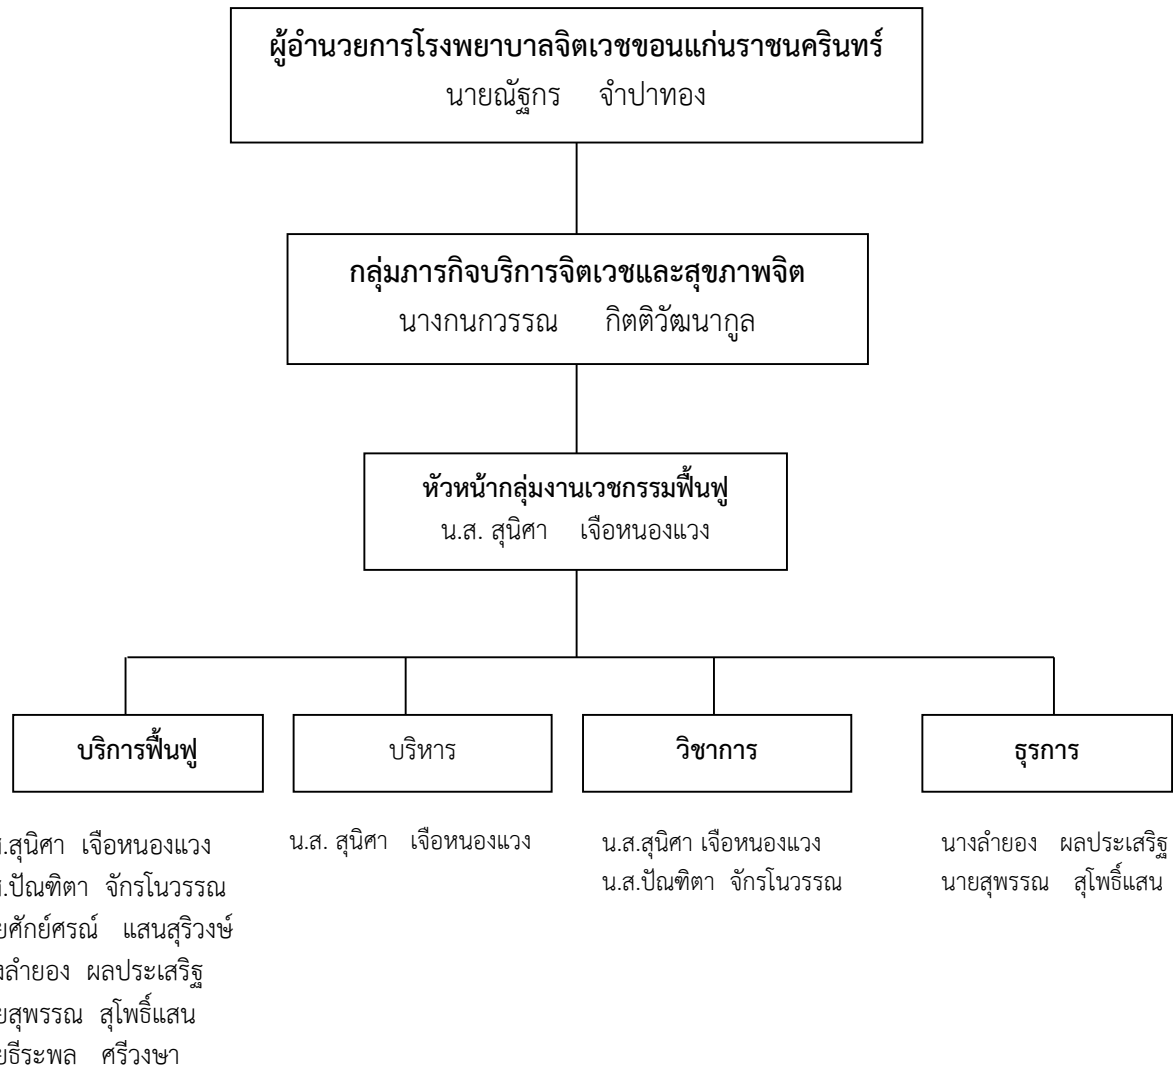 ผู้อำนวยการโรงพยาบาลจิตเวชขอนแก่นราชนครินทร์
นายณัฐกร จำปาทอง
กลุ่มภารกิจบริการจิตเวชและสุขภาพจิต
นางกนกวรรณ กิตติวัฒนากูล
หัวหน้ากลุ่มงานเวชกรรมฟื้นฟู
น.ส. สุนิศา เจือหนองแวง
บริการฟื้นฟู
บริหาร
วิชาการ
ธุรการ
ส.สุนิศา เจือหนองแวง
ส.ปัณฑิตา จักรโนวรรณ
ยศักย์ศรณ์ แสนสุริวงษ์
งลำยอง ผลประเสริฐ
ยสุพรรณ สุโพธิ์แสน
ยธีระพล ศรีวงษา
น.ส. สุนิศา เจือหนองแวง
น.ส.สุนิศา เจือหนองแวง
น.ส.ปัณฑิตา จักรโนวรรณ
นางลำยอง ผลประเสริฐ
นายสุพรรณ สุโพธิ์แสน